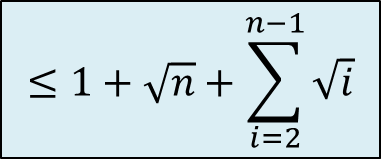 ≤ 1 + √n + ∑_{i=2}^{n−1} √i